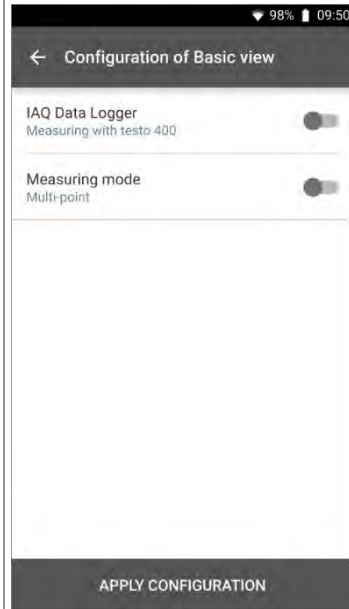 98% 09:50
Configuration of Basic view
IAQ Data Logger
Measuring with testo 400
Measuring mode
Multi-point
APPLY CONFIGURATION